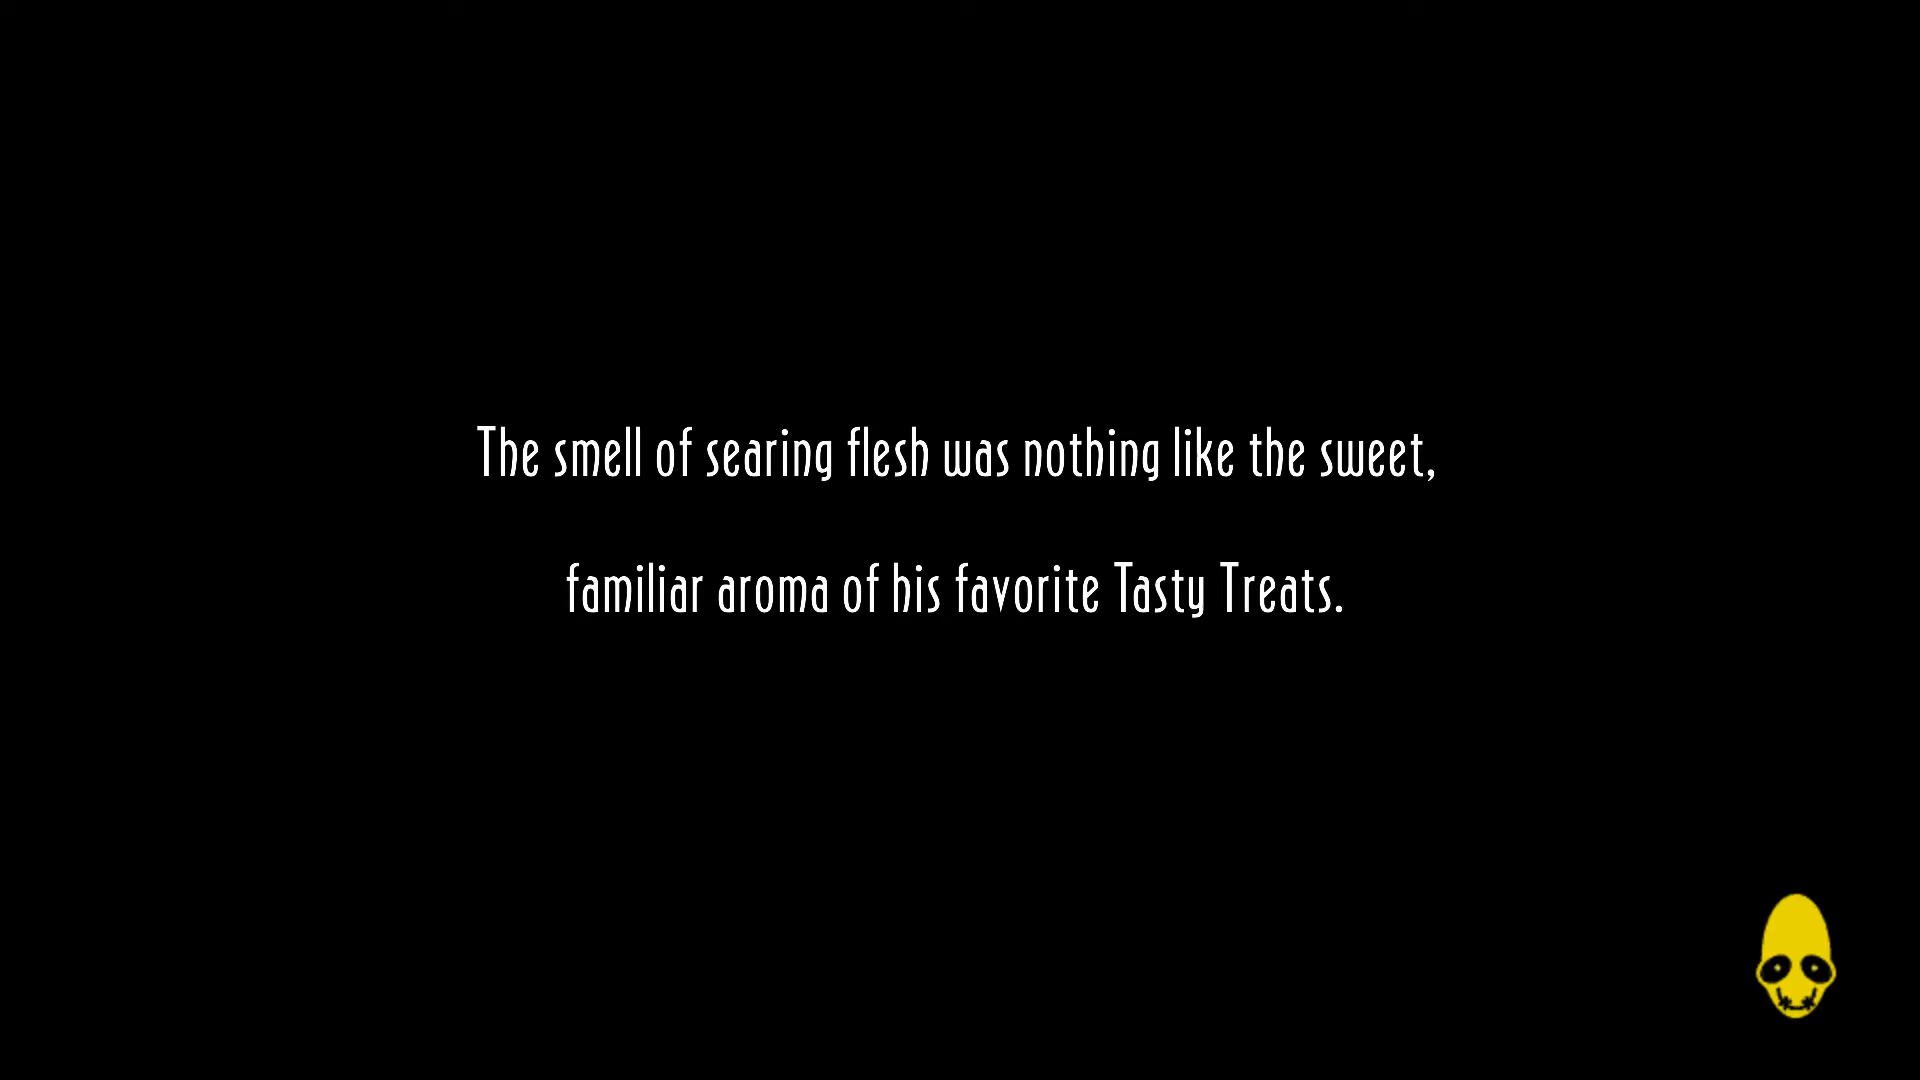 The smell of searing flesh was nothing like the sweet,
familiar aroma of his favorite Tasty Treats.